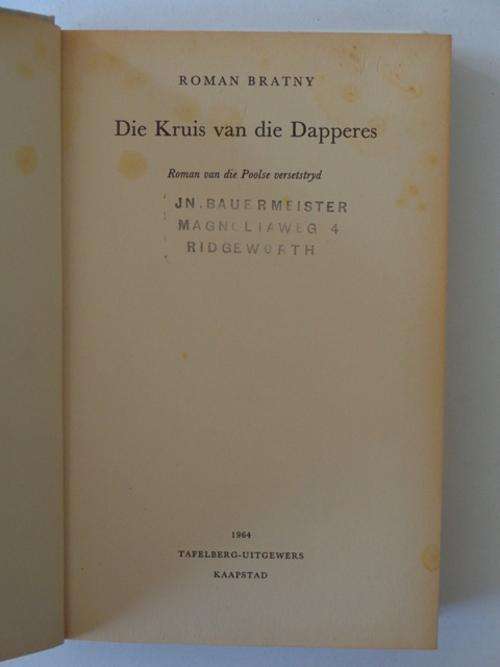 ROMAN BRATNY
Die Kruis van die Dapperes
Roman van die Poolse versetstryd
JN.BAUERMEISTER
MAGNOLIAWEG 4
RIDGEWORTH
1964
TAFELBERG-UITGEWERS
KAAPSTAD